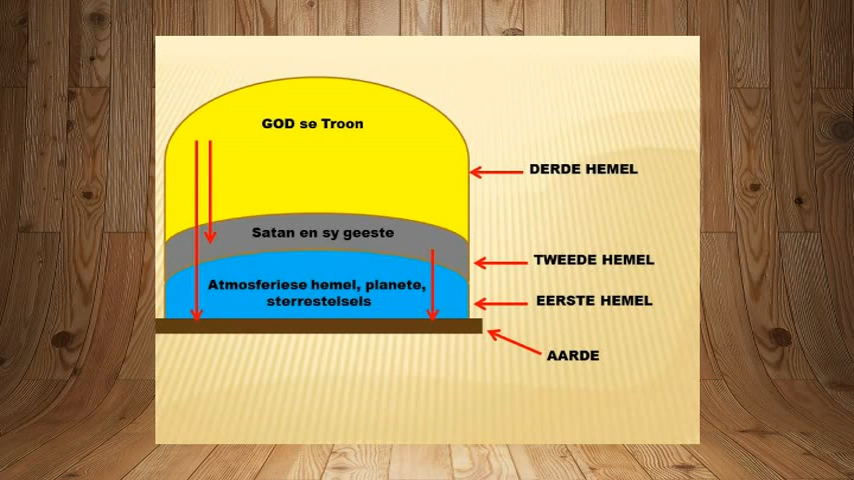 GOD se Troon
DERDE HEMEL
Satan en sy geeste
TWEEDE HEMEL
Atmosferiese hemel, planete,
sterrestelsels
EERSTE HEMEL
AARDE